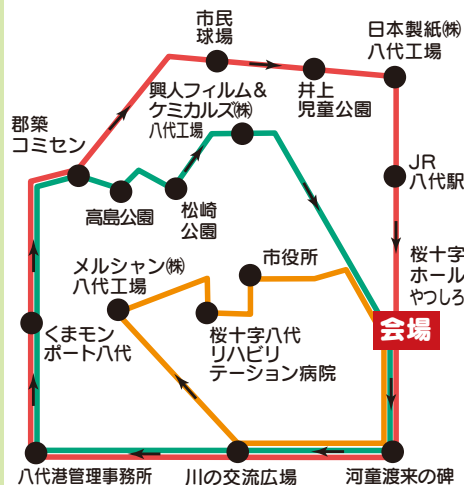 市民
球場
日本製紙㈱
八代工場
興人フィルム&
ケミカルズ㈱
八代工場
井上
児童公園
郡築
コミセン
JR
八代駅
高島公園
松崎
公園
桜十字
ホール
やつしろ
市役所
メルシャン㈱
八代工場
会場
くまモン
ポート八代
桜十字八代
リハビリ
テーション病院
八代港管理事務所
川の交流広場
河童渡来の碑